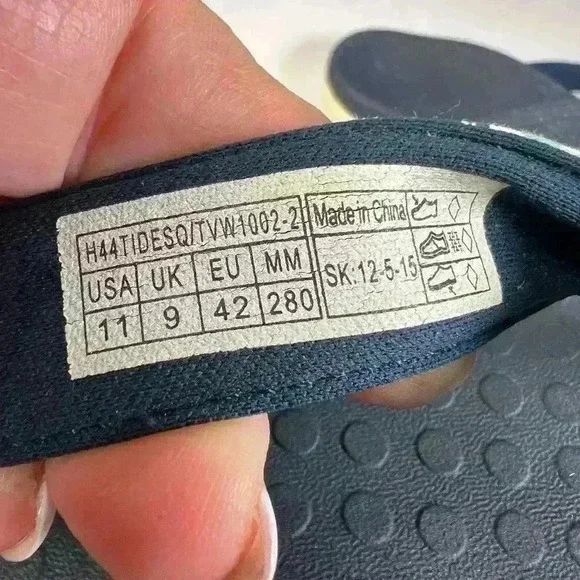 H44TIDESQ/TVW1002-2
USA UK EU MM
11 9 42 280
Made in China
SK:12-5-15